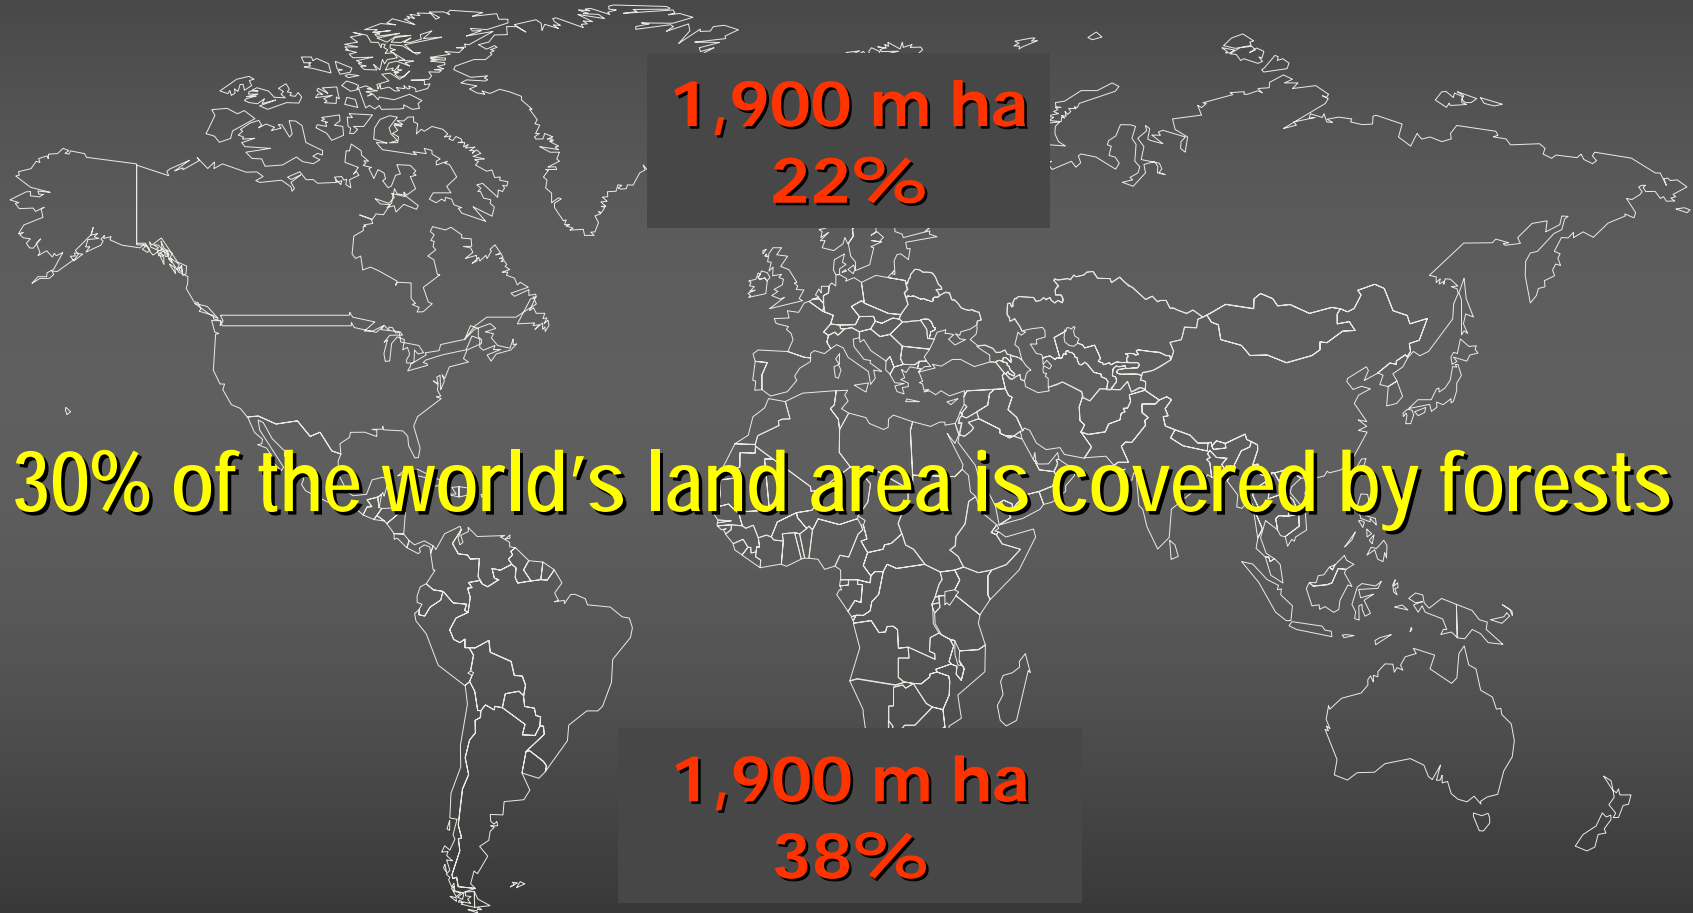 1,900 m ha
22%
30% of the world's land area is covered by forests
1,900 m ha
38%